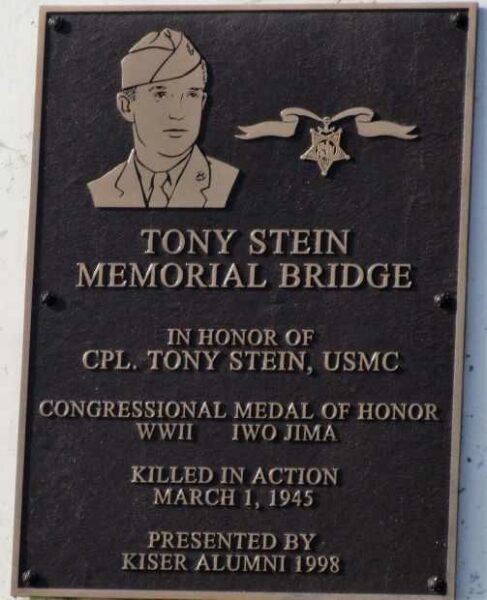 TONY STEIN
MEMORIAL BRIDGE
IN HONOR OF
CPL. TONY STEIN, USMC
CONGRESSIONAL MEDAL OF HONOR
WWII IWO JIMA
KILLED IN ACTION
MARCH 1, 1945
PRESENTED BY
KISER ALUMNI 1998